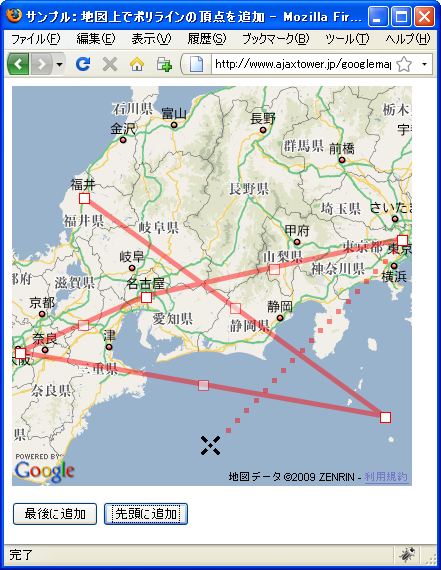 サンプル: 地図上でポリラインの頂点を追加 - Mozilla Fir...
ファイル(F) 編集(E) 表示(V) 履歴(S) ブックマーク(B) ツール(T) ヘルプ(H)
http://www.ajaxtower.jp/googlemap
石川県
富山
金沢
長野
栃木
群馬県
前橋
宇
福井
長野県
埼玉県
さいたま
福井県
岐阜県
甲府
東京都
東京
山梨県
神奈川県
横浜
岐阜
滋賀県
名古屋
都府
京都
愛知県
静岡
静岡県
奈良
津
大阪
三重県
奈良県
POWERED BY
Google
地図データ ©2009 ZENRIN - 利用規約
最後に追加 先頭に追加
完了